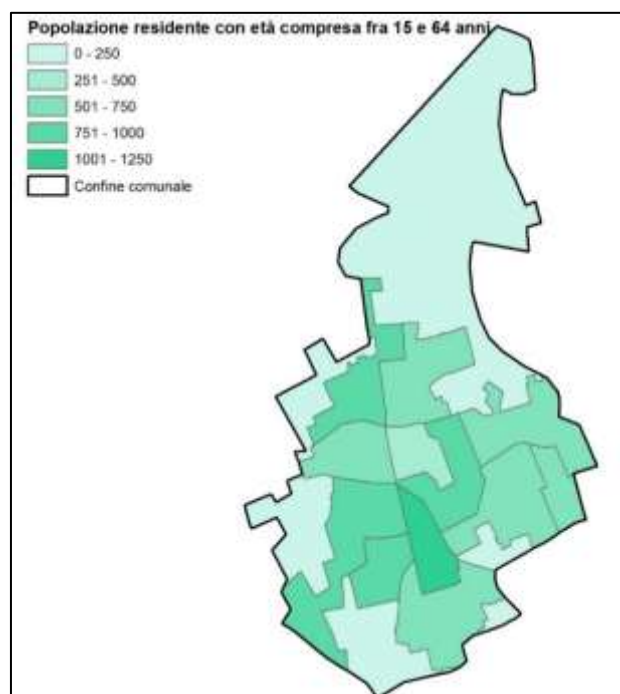 Popolazione residente con età compresa fra 15 e 64 anni
0 - 250
251 - 500
501 - 750
751 - 1000
1001 - 1250
Confine comunale